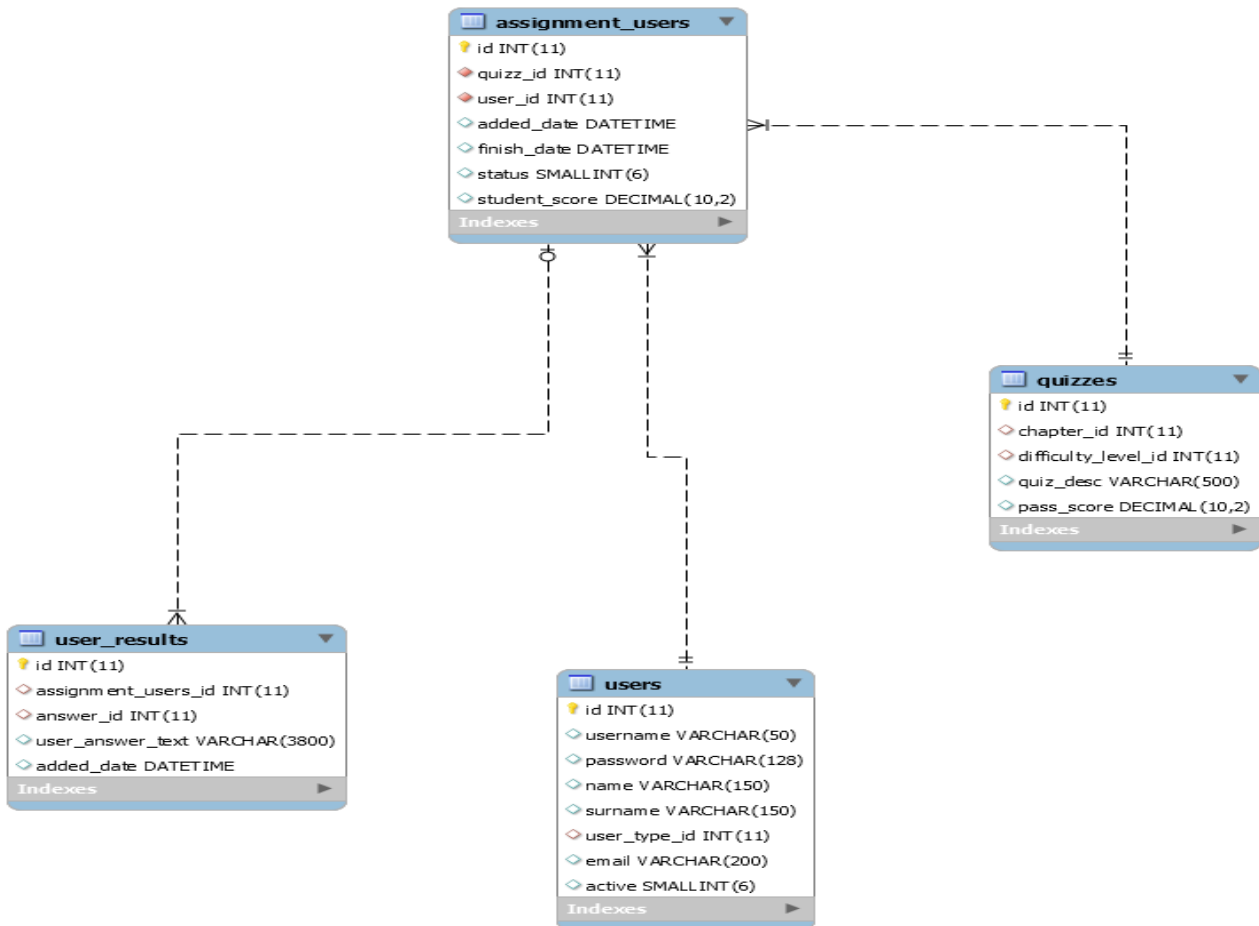 assignment_users
id INT(11)
quizz_id INT(11)
user_id INT(11)
added_date DATETIME
finish_date DATETIME
status SMALLINT(6)
student_score DECIMAL(10,2)
Indexes
quizzes
id INT(11)
chapter_id INT(11)
difficulty_level_id INT(11)
quiz_desc VARCHAR(500)
pass_score DECIMAL(10,2)
Indexes
user_results
id INT(11)
assignment_users_id INT(11)
answer_id INT(11)
user_answer_text VARCHAR(3800)
added_date DATETIME
Indexes
users
id INT(11)
username VARCHAR(50)
password VARCHAR(128)
name VARCHAR(150)
surname VARCHAR(150)
user_type_id INT(11)
email VARCHAR(200)
active SMALLINT(6)
Indexes